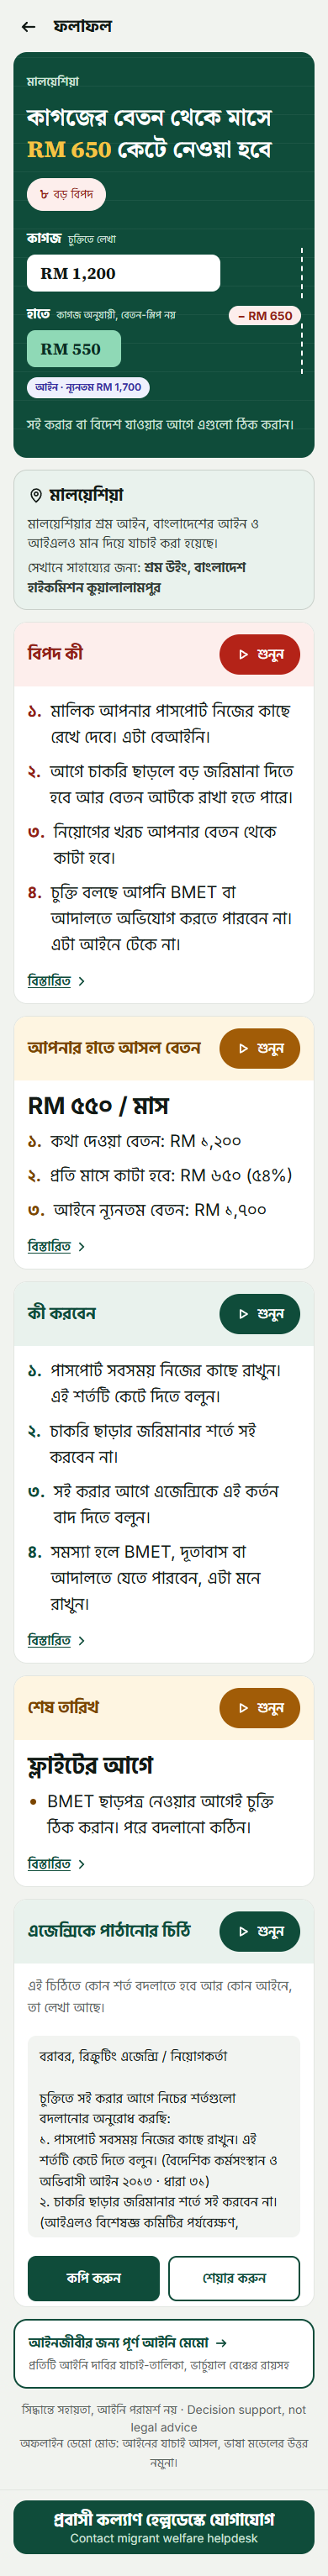 ফলাফল
মালয়েশিয়া
কাগজের বেতন থেকে মাসে
RM 650 কেটে নেওয়া হবে
৮ বড় বিপদ
কাগজ চুক্তিতে লেখা
RM 1,200
হাতে কাগজ অনুযায়ী, বেতন-স্লিপ নয়
− RM 650
RM 550
আইন · ন্যূনতম RM 1,700
সই করার বা বিদেশ যাওয়ার আগে এগুলো ঠিক করান।
মালয়েশিয়া
মালয়েশিয়ার শ্রম আইন, বাংলাদেশের আইন ও
আইএলও মান দিয়ে যাচাই করা হয়েছে।
সেখানে সাহায্যের জন্য: শ্রম উইং, বাংলাদেশ
হাইকমিশন কুয়ালালামপুর
বিপদ কী
শুনুন
১. মালিক আপনার পাসপোর্ট নিজের কাছে
রেখে দেবে। এটা বেআইনি।
২. আগে চাকরি ছাড়লে বড় জরিমানা দিতে
হবে আর বেতন আটকে রাখা হতে পারে।
৩. নিয়োগের খরচ আপনার বেতন থেকে
কাটা হবে।
৪. চুক্তি বলছে আপনি BMET বা
আদালতে অভিযোগ করতে পারবেন না।
এটা আইনে টেকে না।
বিস্তারিত
আপনার হাতে আসল বেতন
শুনুন
RM ৫৫০ / মাস
১. কথা দেওয়া বেতন: RM ১,২০০
২. প্রতি মাসে কাটা হবে: RM ৬৫০ (৫৪%)
৩. আইনে ন্যূনতম বেতন: RM ১,৭০০
বিস্তারিত
কী করবেন
শুনুন
১. পাসপোর্ট সবসময় নিজের কাছে রাখুন।
এই শর্তটি কেটে দিতে বলুন।
২. চাকরি ছাড়ার জরিমানার শর্তে সই
করবেন না।
৩. সই করার আগে এজেন্সিকে এই কর্তন
বাদ দিতে বলুন।
৪. সমস্যা হলে BMET, দূতাবাস বা
আদালতে যেতে পারবেন, এটা মনে
রাখুন।
বিস্তারিত
শেষ তারিখ
শুনুন
ফ্লাইটের আগে
• BMET ছাড়পত্র নেওয়ার আগেই চুক্তি
ঠিক করান। পরে বদলানো কঠিন।
বিস্তারিত
এজেন্সিকে পাঠানোর চিঠি
শুনুন
এই চিঠিতে কোন শর্ত বদলাতে হবে আর কোন আইনে,
তা লেখা আছে।
বরাবর, রিক্রুটিং এজেন্সি / নিয়োগকর্তা
চুক্তিতে সই করার আগে নিচের শর্তগুলো
বদলানোর অনুরোধ করছি:
১. পাসপোর্ট সবসময় নিজের কাছে রাখুন। এই
শর্তটি কেটে দিতে বলুন। (বৈদেশিক কর্মসংস্থান ও
অভিবাসী আইন ২০১৩ · ধারা ৩১)
২. চাকরি ছাড়ার জরিমানার শর্তে সই করবেন না।
(আইএলও বিশেষজ্ঞ কমিটির পর্যবেক্ষণ,
কপি করুন
শেয়ার করুন
আইনজীবীর জন্য পূর্ণ আইনি মেমো →
প্রতিটি আইনি দাবির যাচাই-তালিকা, ভার্চুয়াল বেঞ্চের রায়সহ
সিদ্ধান্তে সহায়তা, আইনি পরামর্শ নয় · Decision support, not
legal advice
অফলাইন ডেমো মোড: আইনের যাচাই আসল, ভাষা মডেলের উত্তর
নমুনা।
প্রবাসী কল্যাণ হেল্পডেস্কে যোগাযোগ
Contact migrant welfare helpdesk